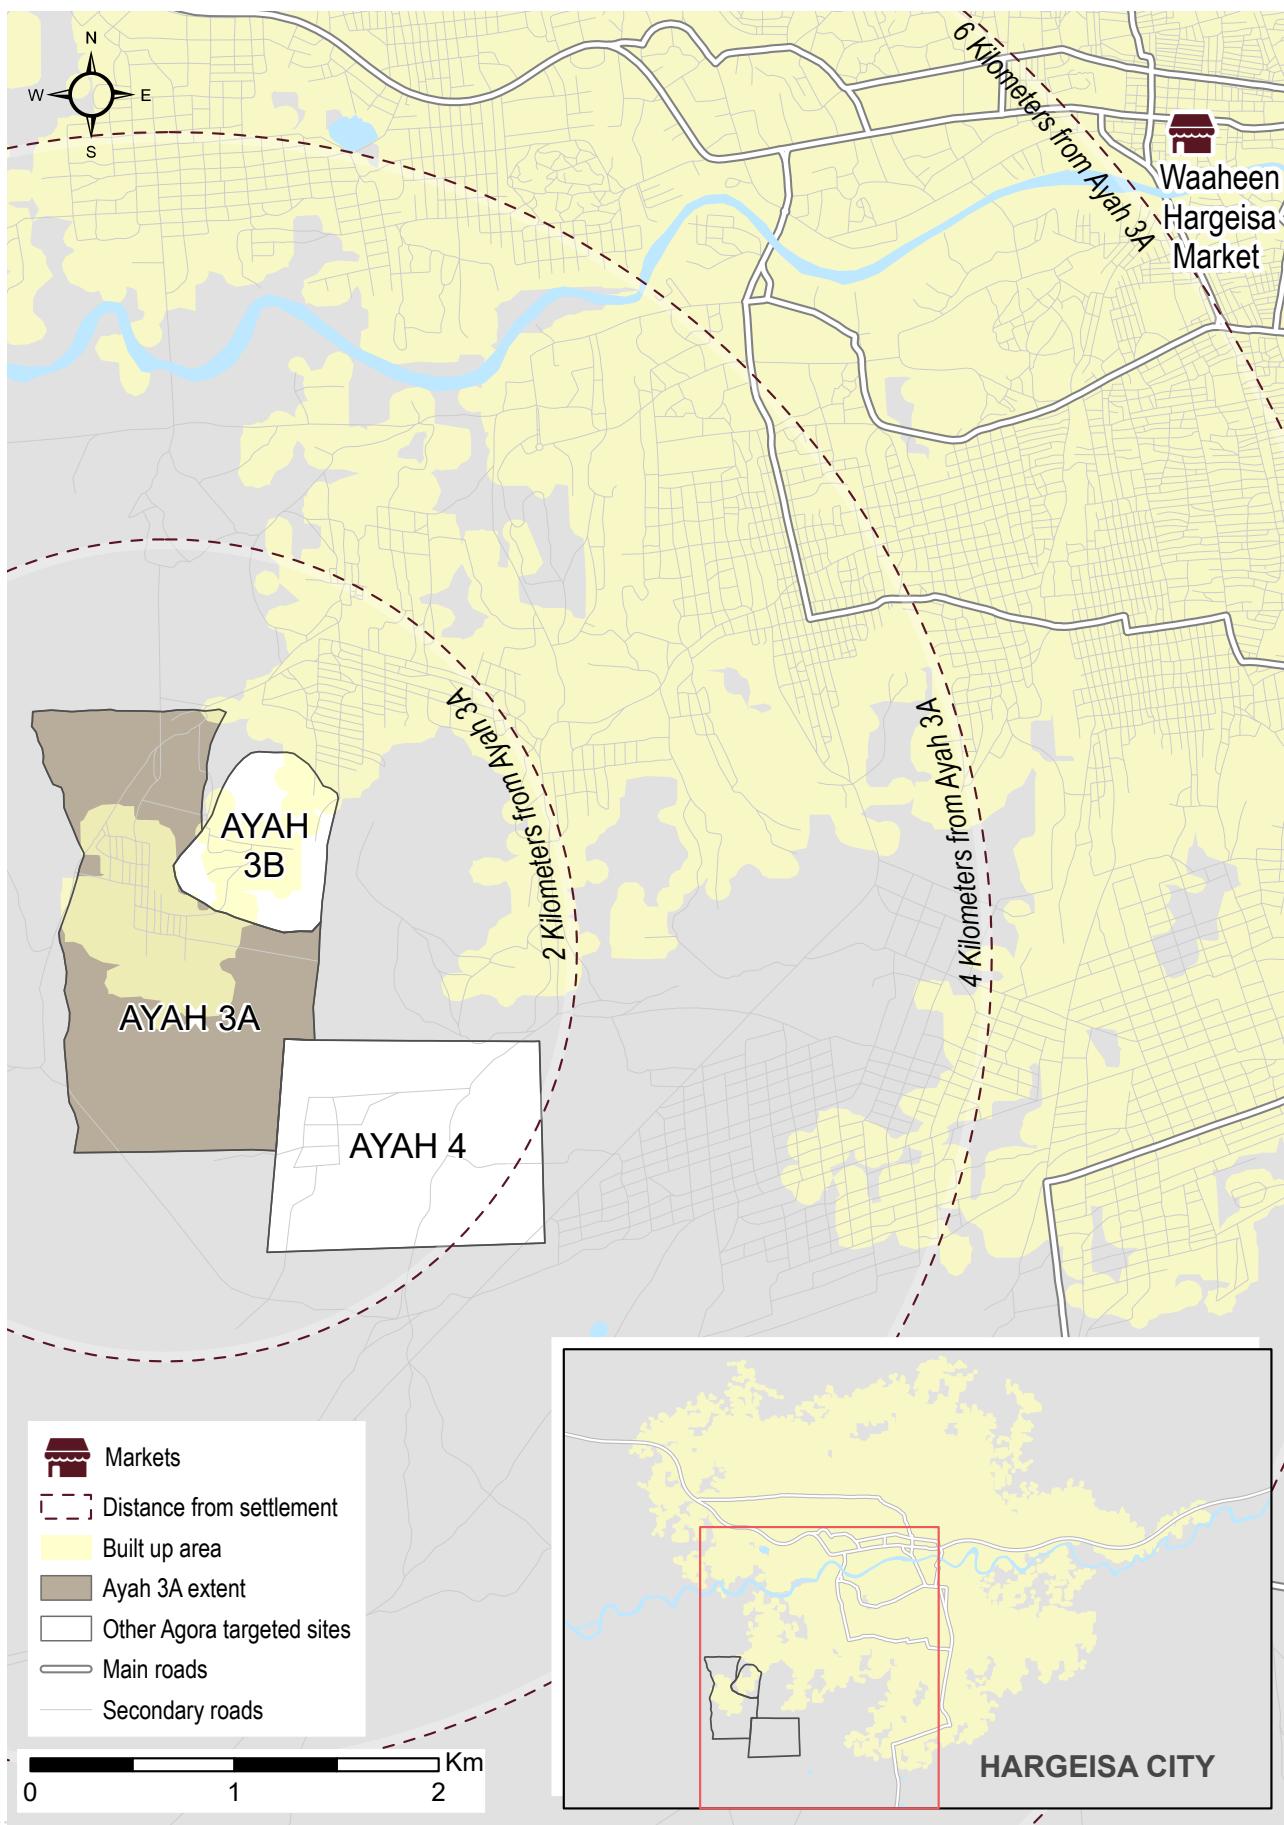 N
W
E
S
6 Kilometers from Ayah 3A
Waaheen
Hargeisa
Market
2 Kilometers from Ayah 3A
4 Kilometers from Ayah 3A
AYAH
3B
AYAH 3A
AYAH 4
Markets
Distance from settlement
Built up area
Ayah 3A extent
Other Agora targeted sites
Main roads
Secondary roads
Km
0
1
2
HARGEISA CITY